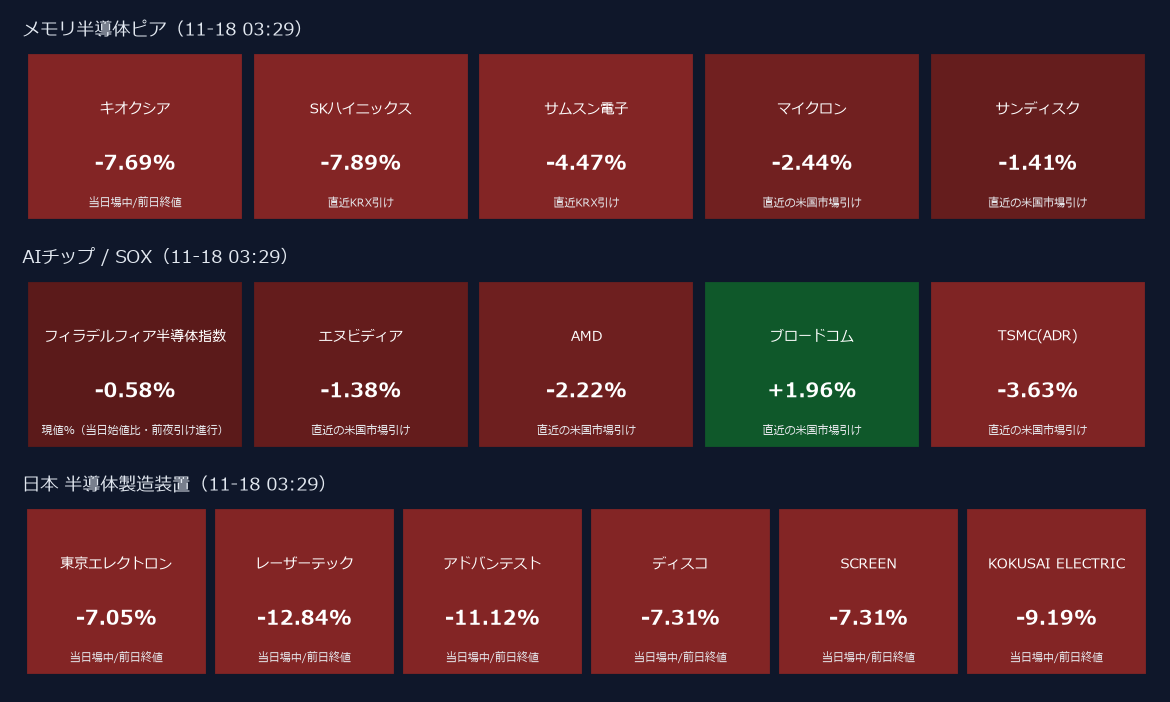 メモリ半導体ピア（11-18 03:29）
キオクシア
-7.69%
当日場中/前日終値
SKハイニックス
-7.89%
直近KRX引け
サムスン電子
-4.47%
直近KRX引け
マイクロン
-2.44%
直近の米国市場引け
サンディスク
-1.41%
直近の米国市場引け
AIチップ / SOX（11-18 03:29）
フィラデルフィア半導体指数
-0.58%
現値%（当日始値比・前夜引け進行）
エヌビディア
-1.38%
直近の米国市場引け
AMD
-2.22%
直近の米国市場引け
ブロードコム
+1.96%
直近の米国市場引け
TSMC(ADR)
-3.63%
直近の米国市場引け
日本 半導体製造装置（11-18 03:29）
東京エレクトロン
-7.05%
当日場中/前日終値
レーザーテック
-12.84%
当日場中/前日終値
アドバンテスト
-11.12%
当日場中/前日終値
ディスコ
-7.31%
当日場中/前日終値
SCREEN
-7.31%
当日場中/前日終値
KOKUSAI ELECTRIC
-9.19%
当日場中/前日終値